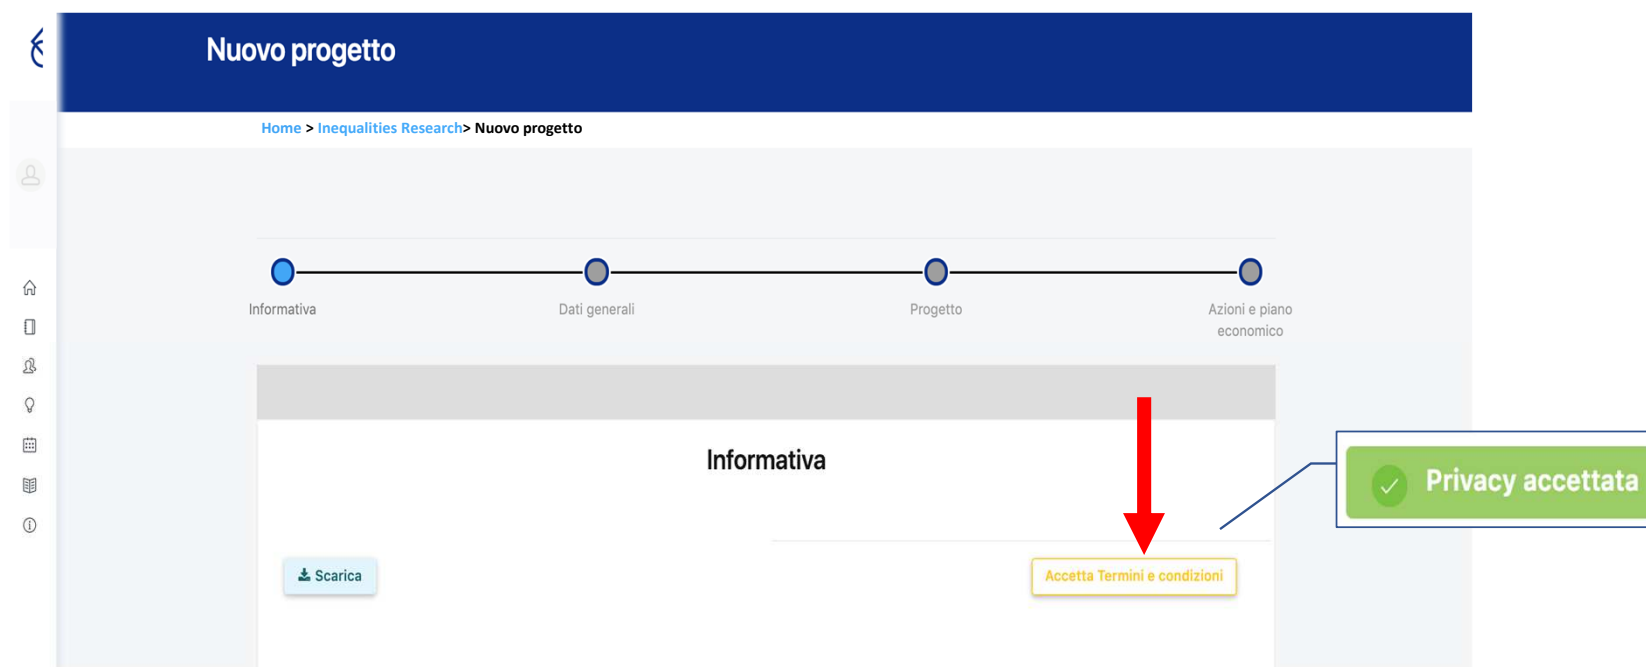 Nuovo progetto
Home > Inequalities Research> Nuovo progetto
Informativa
Dati generali
Progetto
Azioni e piano
economico
Informativa
Privacy accettata
Scarica
Accetta Termini e condizioni